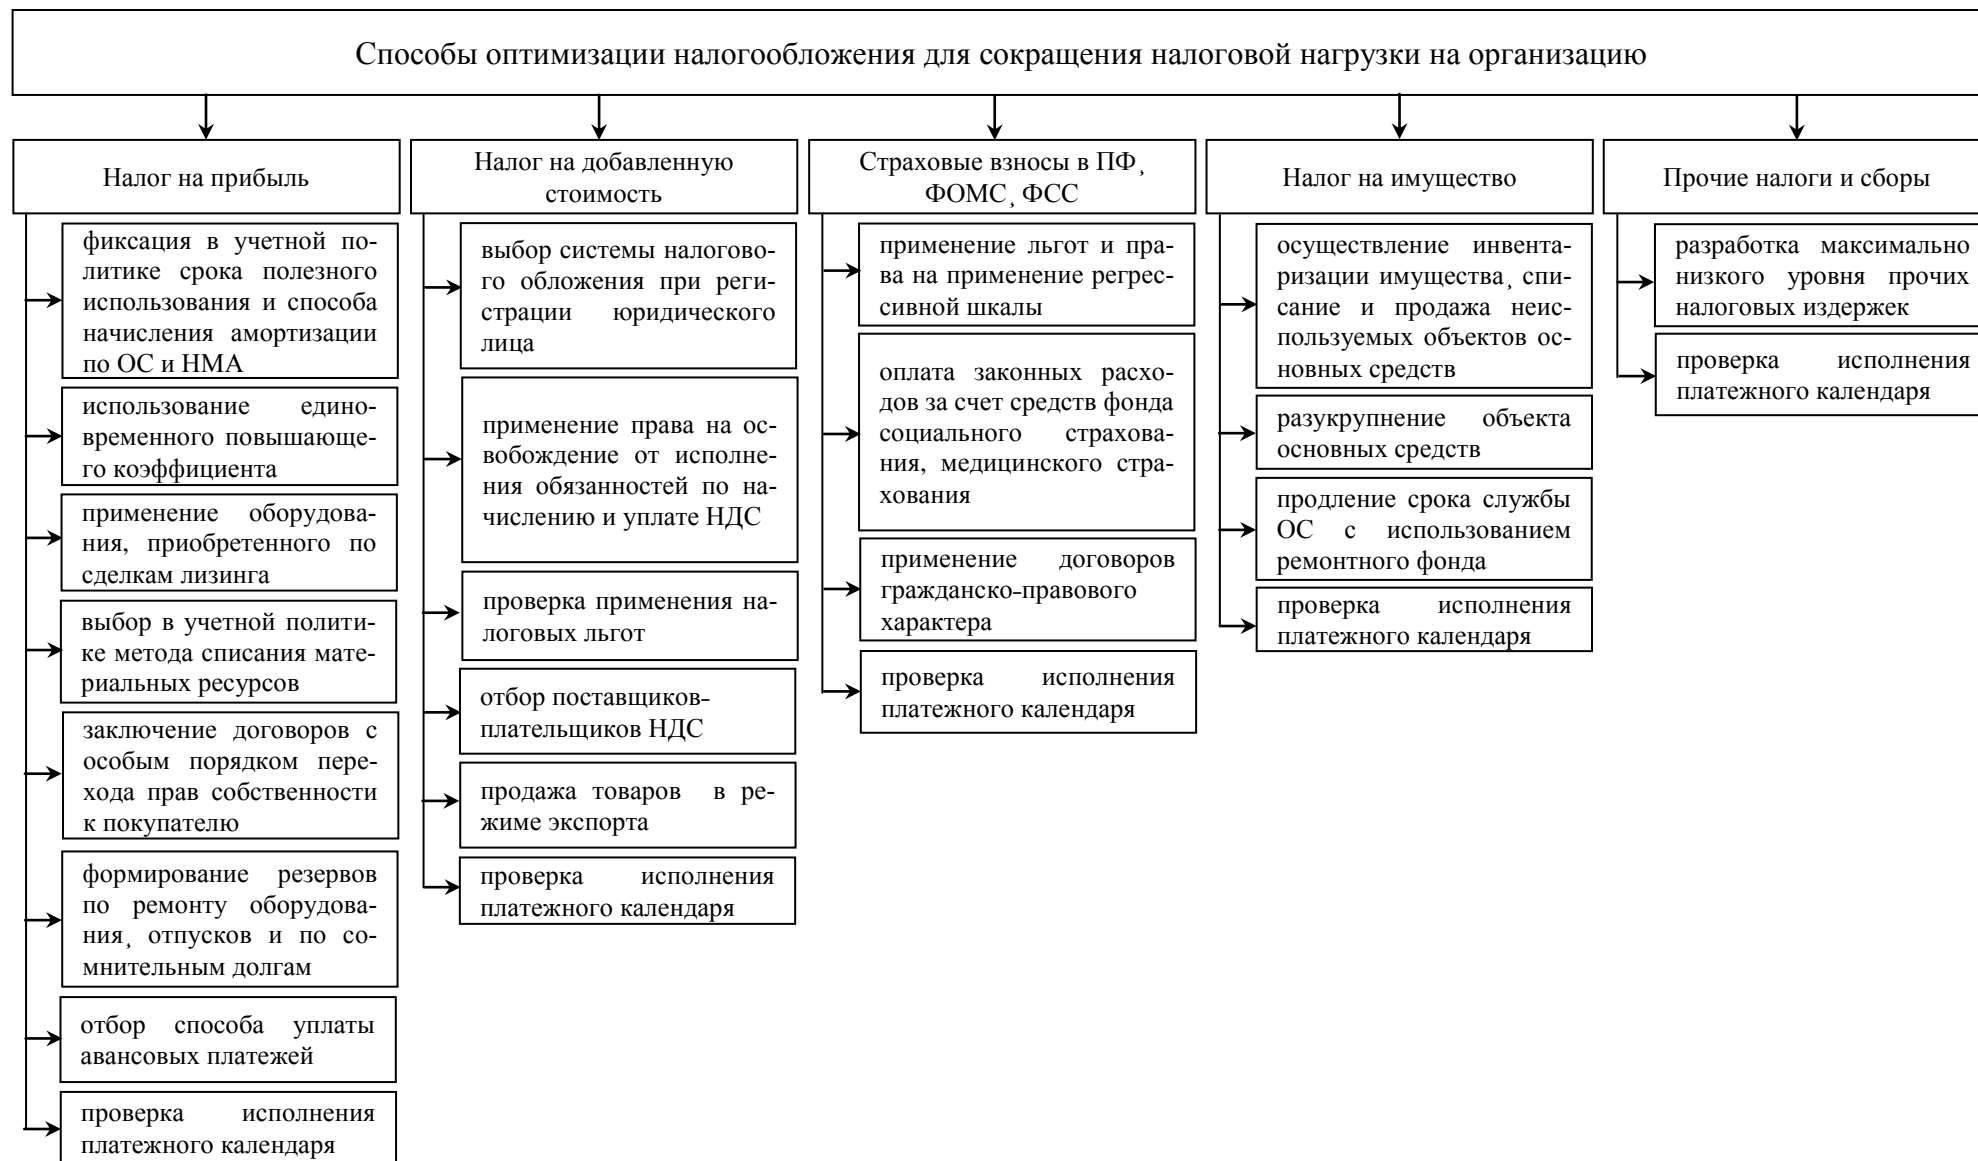 Способы оптимизации налогообложения для сокращения налоговой нагрузки на организацию
Налог на прибыль
фиксация в учетной по-
литике срока полезного
использования и способа
начисления амортизации
по ОС и НМА
использование едино-
временного повышающе-
го коэффициента
применение оборудова-
ния, приобретенного по
сделкам лизинга
выбор в учетной полити-
ке метода списания мате-
риальных ресурсов
заключение договоров с
особым порядком пере-
хода прав собственности
к покупателю
формирование резервов
по ремонту оборудова-
ния, отпусков и по со-
мнительным долгам
отбор способа уплаты
авансовых платежей
проверка исполнения
платежного календаря
Налог на добавленную
стоимость
выбор системы налогово-
го обложения при реги-
страции юридического
лица
применение права на ос-
вобождение от исполне-
ния обязанностей по на-
числению и уплате НДС
проверка применения на-
логовых льгот
отбор поставщиков-
плательщиков НДС
продажа товаров в ре-
жиме экспорта
проверка исполнения
платежного календаря
Страховые взносы в ПФ,
ФОМС, ФСС
применение льгот и пра-
ва на применение регрес-
сивной шкалы
оплата законных расхо-
дов за счет средств фонда
социального страхова-
ния, медицинского стра-
хования
применение договоров
гражданско-правового
характера
проверка исполнения
платежного календаря
Налог на имущество
осуществление инвента-
ризации имущества, спи-
сание и продажа неис-
пользуемых объектов ос-
новных средств
разукрупнение объекта
основных средств
продление срока службы
ОС с использованием
ремонтного фонда
проверка исполнения
платежного календаря
Прочие налоги и сборы
разработка максимально
низкого уровня прочих
налоговых издержек
проверка исполнения
платежного календаря